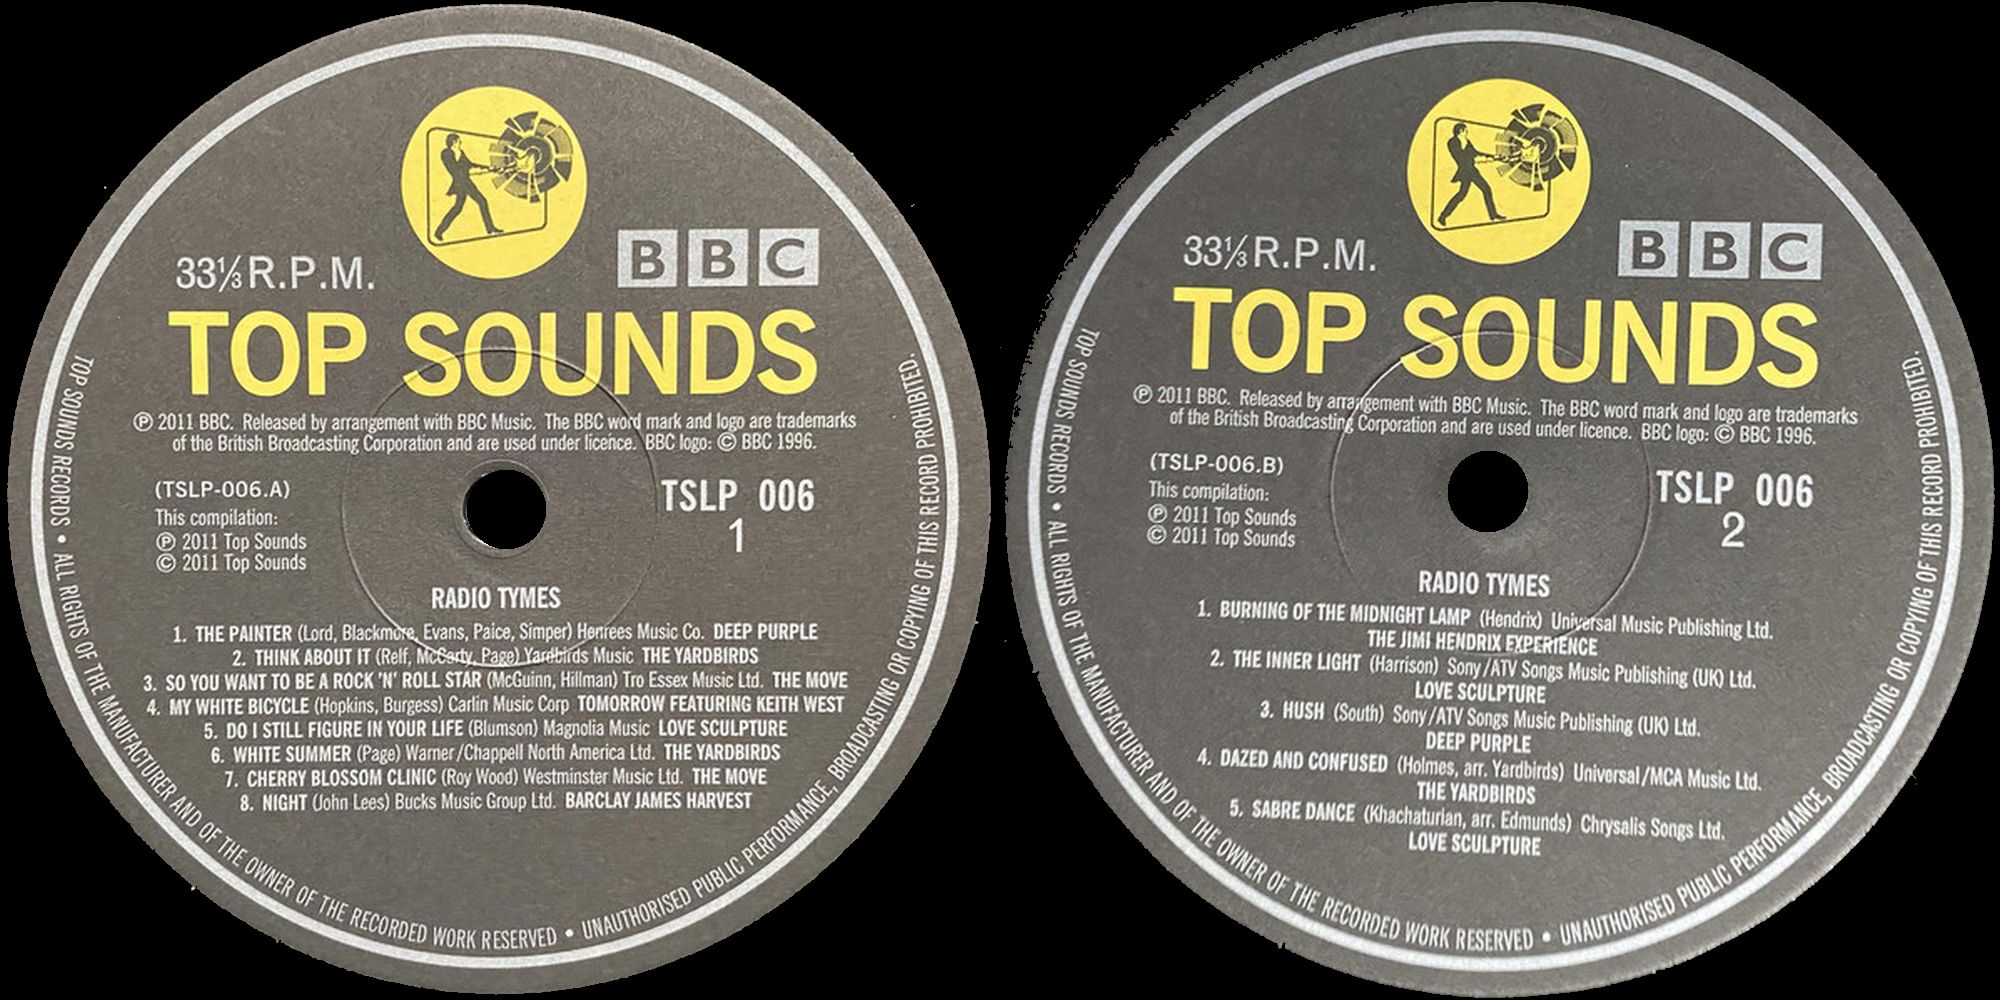 33⅓ R.P.M.
BBC
TOP SOUNDS
℗ 2011 BBC. Released by arrangement with BBC Music. The BBC word mark and logo are trademarks
of the British Broadcasting Corporation and are used under licence. BBC logo: © BBC 1996.
(TSLP-006.A)
This compilation:
℗ 2011 Top Sounds
© 2011 Top Sounds
TSLP 006
1
RADIO TYMES
1. THE PAINTER (Lord, Blackmore, Evans, Paice, Simper) Henrees Music Co. DEEP PURPLE
2. THINK ABOUT IT (Relf, McCarty, Page) Yardbirds Music THE YARDBIRDS
3. SO YOU WANT TO BE A ROCK 'N' ROLL STAR (McGuinn, Hillman) Tro Essex Music Ltd. THE MOVE
4. MY WHITE BICYCLE (Hopkins, Burgess) Carlin Music Corp TOMORROW FEATURING KEITH WEST
5. DO I STILL FIGURE IN YOUR LIFE (Blumson) Magnolia Music LOVE SCULPTURE
6. WHITE SUMMER (Page) Warner/Chappell North America Ltd. THE YARDBIRDS
7. CHERRY BLOSSOM CLINIC (Roy Wood) Westminster Music Ltd. THE MOVE
8. NIGHT (John Lees) Bucks Music Group Ltd. BARCLAY JAMES HARVEST
TOP SOUNDS RECORDS • ALL RIGHTS OF THE MANUFACTURER AND OF THE OWNER OF THE RECORDED WORK RESERVED • UNAUTHORISED PUBLIC PERFORMANCE, BROADCASTING OR COPYING OF THIS RECORD PROHIBITED.
33⅓ R.P.M.
BBC
TOP SOUNDS
℗ 2011 BBC. Released by arrangement with BBC Music. The BBC word mark and logo are trademarks
of the British Broadcasting Corporation and are used under licence. BBC logo: © BBC 1996.
(TSLP-006.B)
This compilation:
℗ 2011 Top Sounds
© 2011 Top Sounds
TSLP 006
2
RADIO TYMES
1. BURNING OF THE MIDNIGHT LAMP (Hendrix) Universal Music Publishing Ltd.
THE JIMI HENDRIX EXPERIENCE
2. THE INNER LIGHT (Harrison) Sony/ATV Songs Music Publishing (UK) Ltd.
LOVE SCULPTURE
3. HUSH (South) Sony/ATV Songs Music Publishing (UK) Ltd.
DEEP PURPLE
4. DAZED AND CONFUSED (Holmes, arr. Yardbirds) Universal/MCA Music Ltd.
THE YARDBIRDS
5. SABRE DANCE (Khachaturian, arr. Edmunds) Chrysalis Songs Ltd.
LOVE SCULPTURE
TOP SOUNDS RECORDS • ALL RIGHTS OF THE MANUFACTURER AND OF THE OWNER OF THE RECORDED WORK RESERVED • UNAUTHORISED PUBLIC PERFORMANCE, BROADCASTING OR COPYING OF THIS RECORD PROHIBITED.